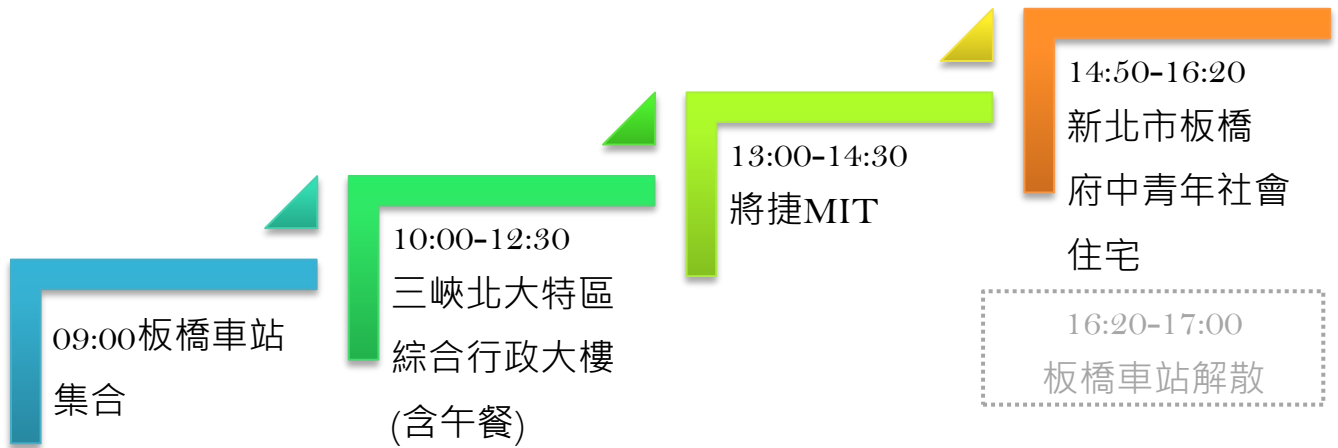 09:00板橋車站
集合
10:00-12:30
三峽北大特區
綜合行政大樓
(含午餐)
13:00-14:30
將捷MIT
14:50-16:20
新北市板橋
府中青年社會
住宅
16:20-17:00
板橋車站解散